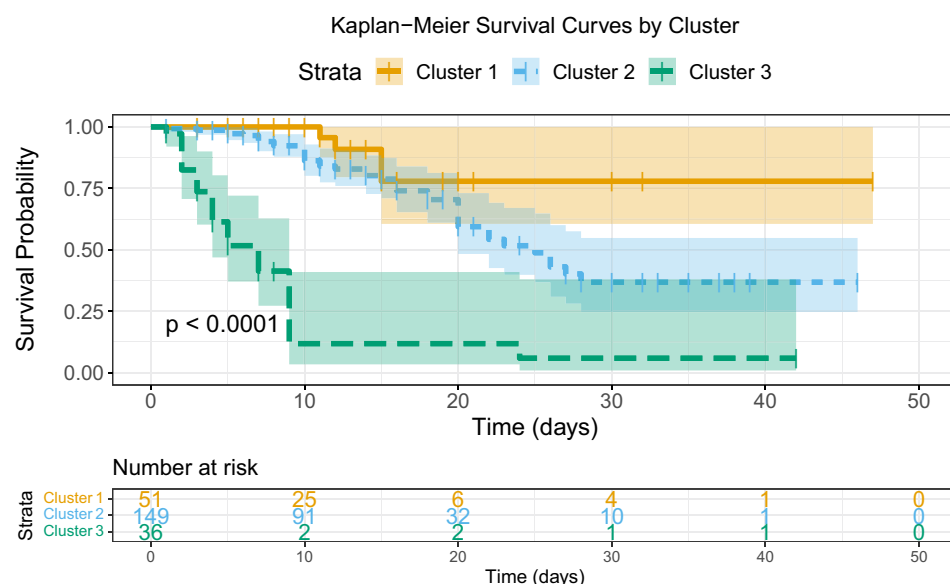 Kaplan−Meier Survival Curves by Cluster
Strata Cluster 1 Cluster 2 Cluster 3
Survival Probability
1.00
0.75
0.50
0.25
0.00
p < 0.0001
0 10 20 30 40 50
Time (days)
Number at risk
Strata
Cluster 1 51 25 6 4 1 0
Cluster 2 149 91 32 10 1 0
Cluster 3 36 2 2 1 1 0
0 10 20 30 40 50
Time (days)